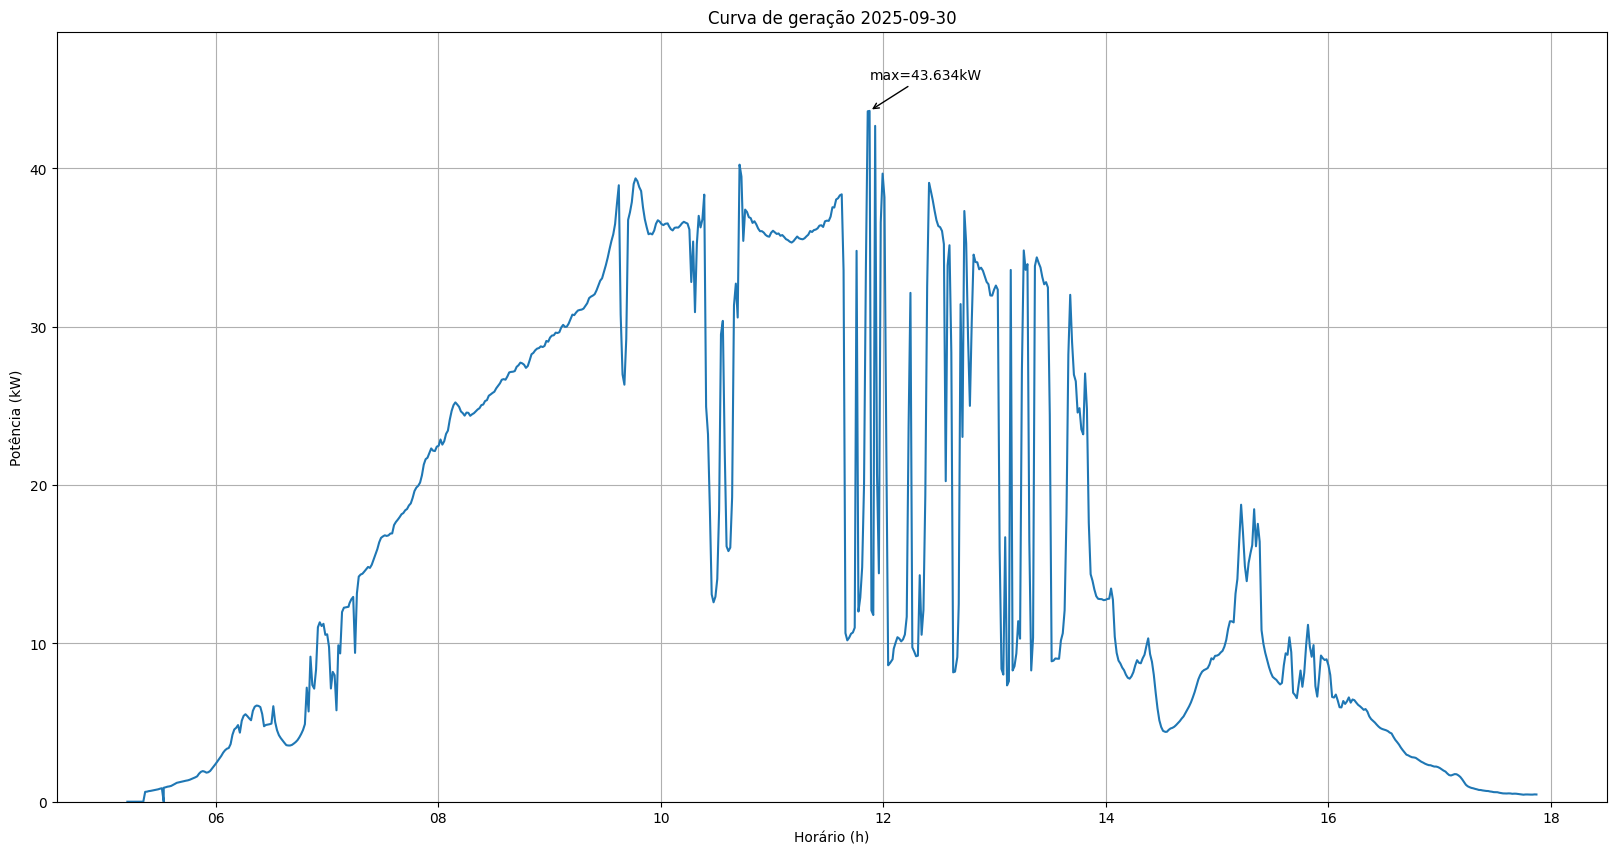 Curva de geração 2025-09-30
max=43.634kW
Potência (kW)
40
30
20
10
0
06 08 10 12 14 16 18
Horário (h)